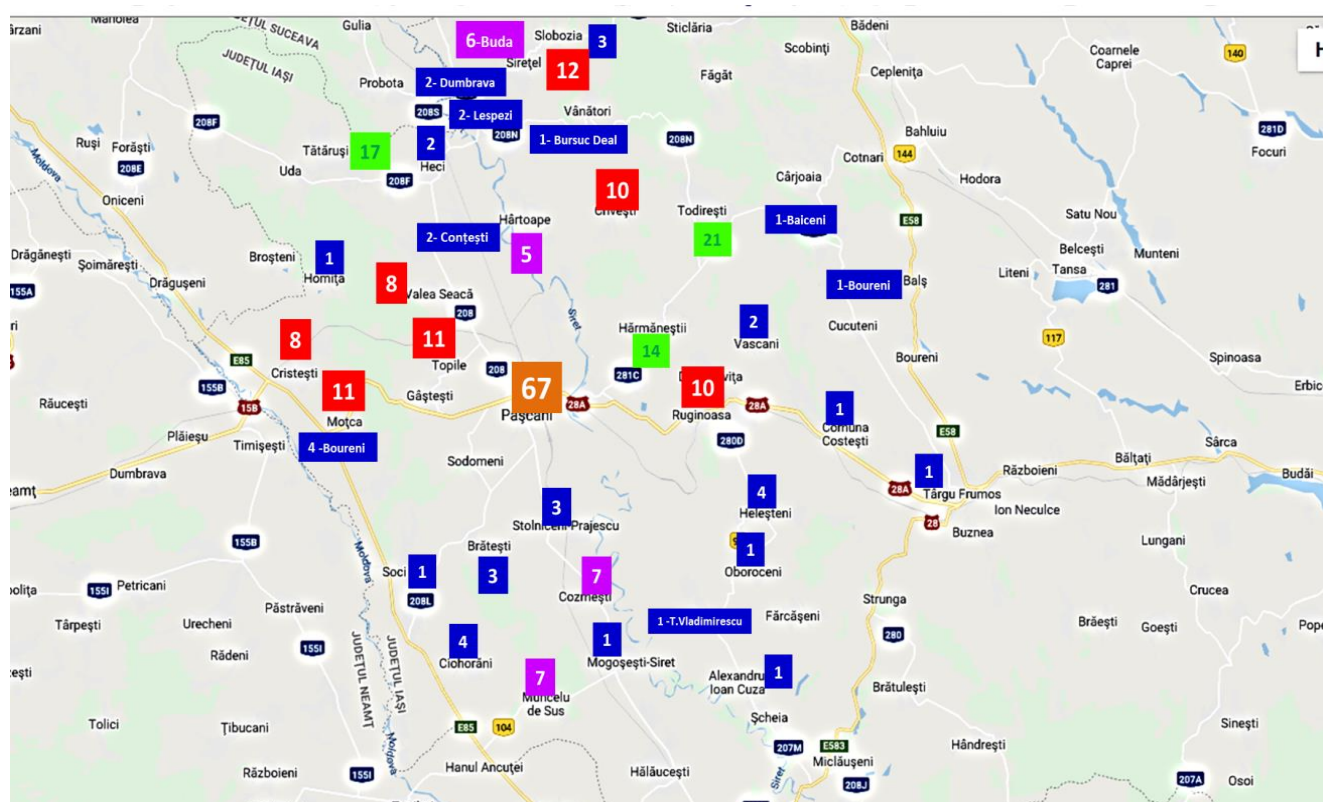 Gulia
Sticlăria
Bădeni
JUDEȚUL SUCEAVA
6-Buda
Slobozia
3
Scobinți
Coarnele
Caprei
140
H
JUDEȚUL IAȘI
Sirețel
12
Probota
2- Dumbrava
Făgăt
Ceplenița
208S
2- Lespezi
Vânători
208F
208N
1- Bursuc Deal
208N
Bahluiu
281D
Focuri
Ruși
Forăști
208E
Tătăruși
17
2
Heci
Cotnari
144
Moldova
Uda
208F
Cârjoaia
Hodora
Oniceni
10
Todirești
Satu Nou
Hârtoape
1-Baiceni
E58
Drăgănești
Șoimărești
Broșteni
1
Homița
2- Conțești
5
21
Belcești
Munteni
Liteni
Tansa
281
155A
Drăgușeni
8
Valea Seacă
1-Boureni
Balș
208
Siret
8
11
Hărmăneștii
2
Vascani
Cucuteni
117
E85
Cristești
Topile
208
14
281C
Boureni
Spinoasa
155B
Răucești
11
Gâștești
67
Pașcani
28A
10
Ruginoasa
28A
1
Comuna
Costești
15B
Moțca
Plăieșu
Timișești
4 -Boureni
280D
E58
Sârca
Dumbrava
Sodomeni
1
Târgu Frumos
Războieni
Bălțați
Mădârjești
Budăi
28A
3
Stolniceni-Prajescu
4
Heleșteni
Ion Neculce
28
Buznea
155B
Moldova
Brătești
1
Oboroceni
Lungani
155I
Petricani
Soci
1
3
7
Cozmești
208L
Strunga
Crucea
Păstrăveni
Târpești
Urecheni
1 -T.Vladimirescu
Fărcășeni
280
Brăești
Goești
155I
Rădeni
JUDEȚUL NEAMȚ
JUDEȚUL IAȘI
4
Ciohorăni
1
Mogoșești-Siret
7
Muncelu
de Sus
Alexandru
Ioan Cuza
1
Brătulești
Tolici
Țibucani
E85
104
Șcheia
Sinești
207M
E583
Hândrești
Moldova
Războieni
155I
Hanul Ancuței
Hălăucești
Siret
Miclăușeni
208J
207A
Osoi